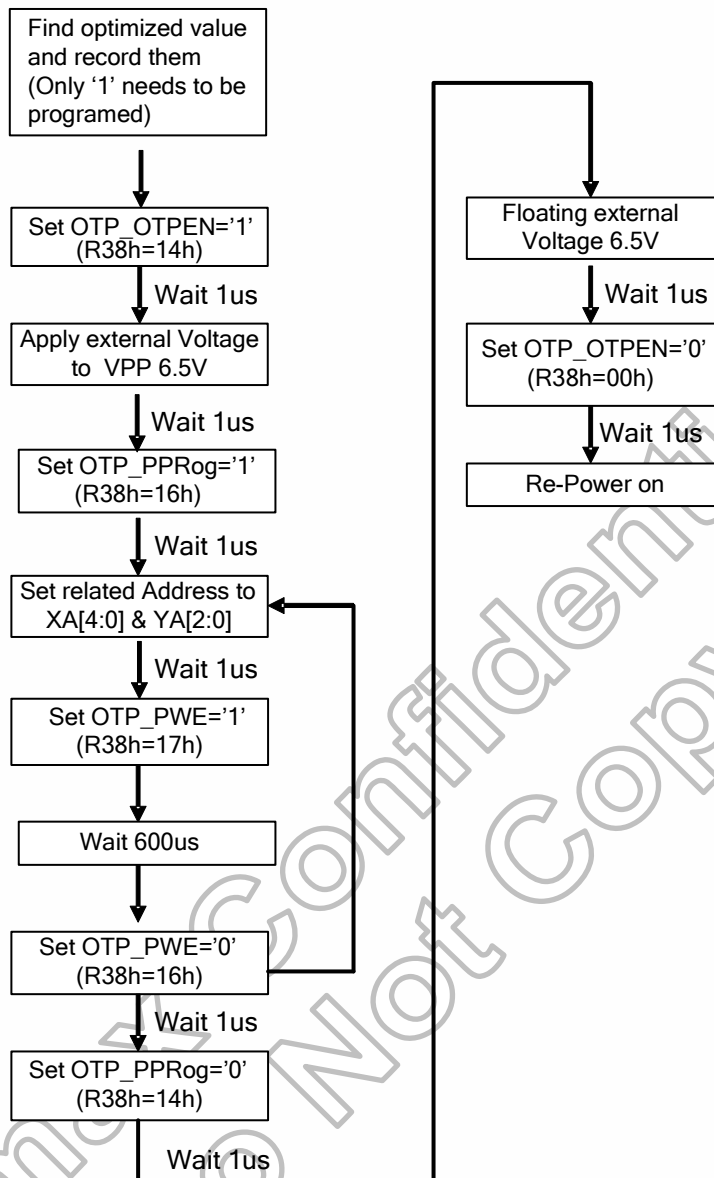 Find optimized value
and record them
(Only ‘1’ needs to be
programed)
Set OTP_OTPEN=’1’
(R38h=14h)
Wait 1us
Apply external Voltage
to VPP 6.5V
Wait 1us
Set OTP_PPRog=’1’
(R38h=16h)
Wait 1us
Set related Address to
XA[4:0] & YA[2:0]
Wait 1us
Set OTP_PWE=’1’
(R38h=17h)
Wait 600us
Set OTP_PWE=’0’
(R38h=16h)
Wait 1us
Set OTP_PPRog=’0’
(R38h=14h)
Wait 1us
Floating external
Voltage 6.5V
Wait 1us
Set OTP_OTPEN=’0’
(R38h=00h)
Wait 1us
Re-Power on
Not